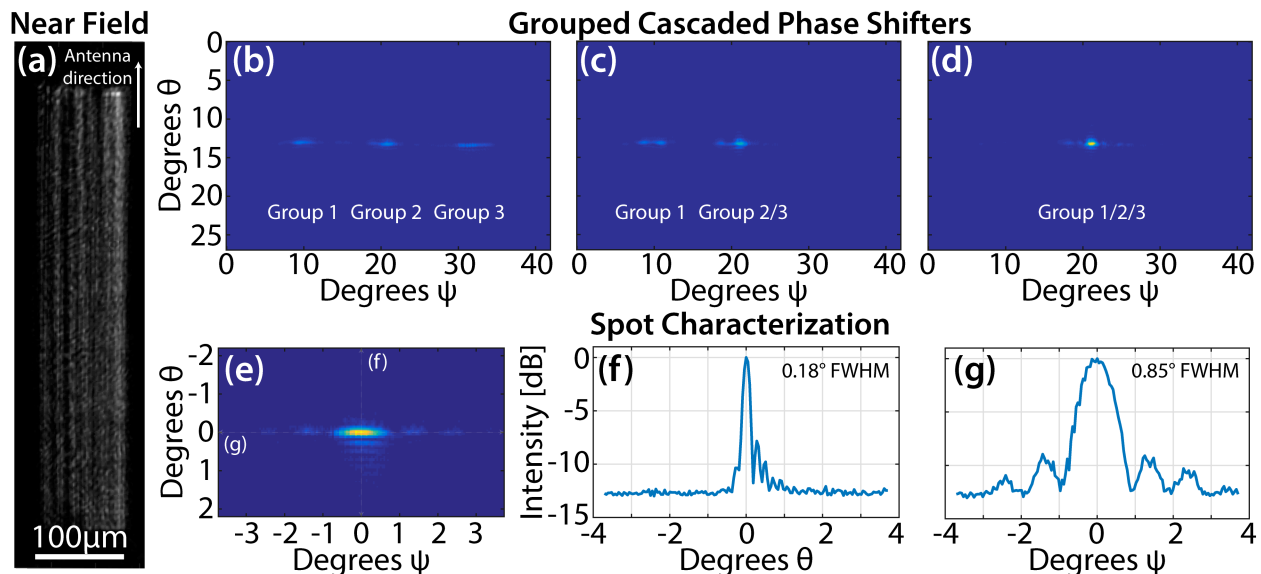 Near Field
Grouped Cascaded Phase Shifters
(a)
Antenna
direction
100μm
(b)
Group 1 Group 2 Group 3
0
5
10
15
20
25
Degrees θ
0 10 20 30 40
Degrees ψ
(c)
Group 1 Group 2/3
0 10 20 30 40
Degrees ψ
(d)
Group 1/2/3
0 10 20 30 40
Degrees ψ
Spot Characterization
(e)
(f)
(g)
-2
-1
0
1
2
Degrees θ
-3 -2 -1 0 1 2 3
Degrees ψ
(f)
0.18° FWHM
0
-5
-10
-15
Intensity [dB]
-4 -2 0 2 4
Degrees θ
(g)
0.85° FWHM
-4 -2 0 2 4
Degrees ψ